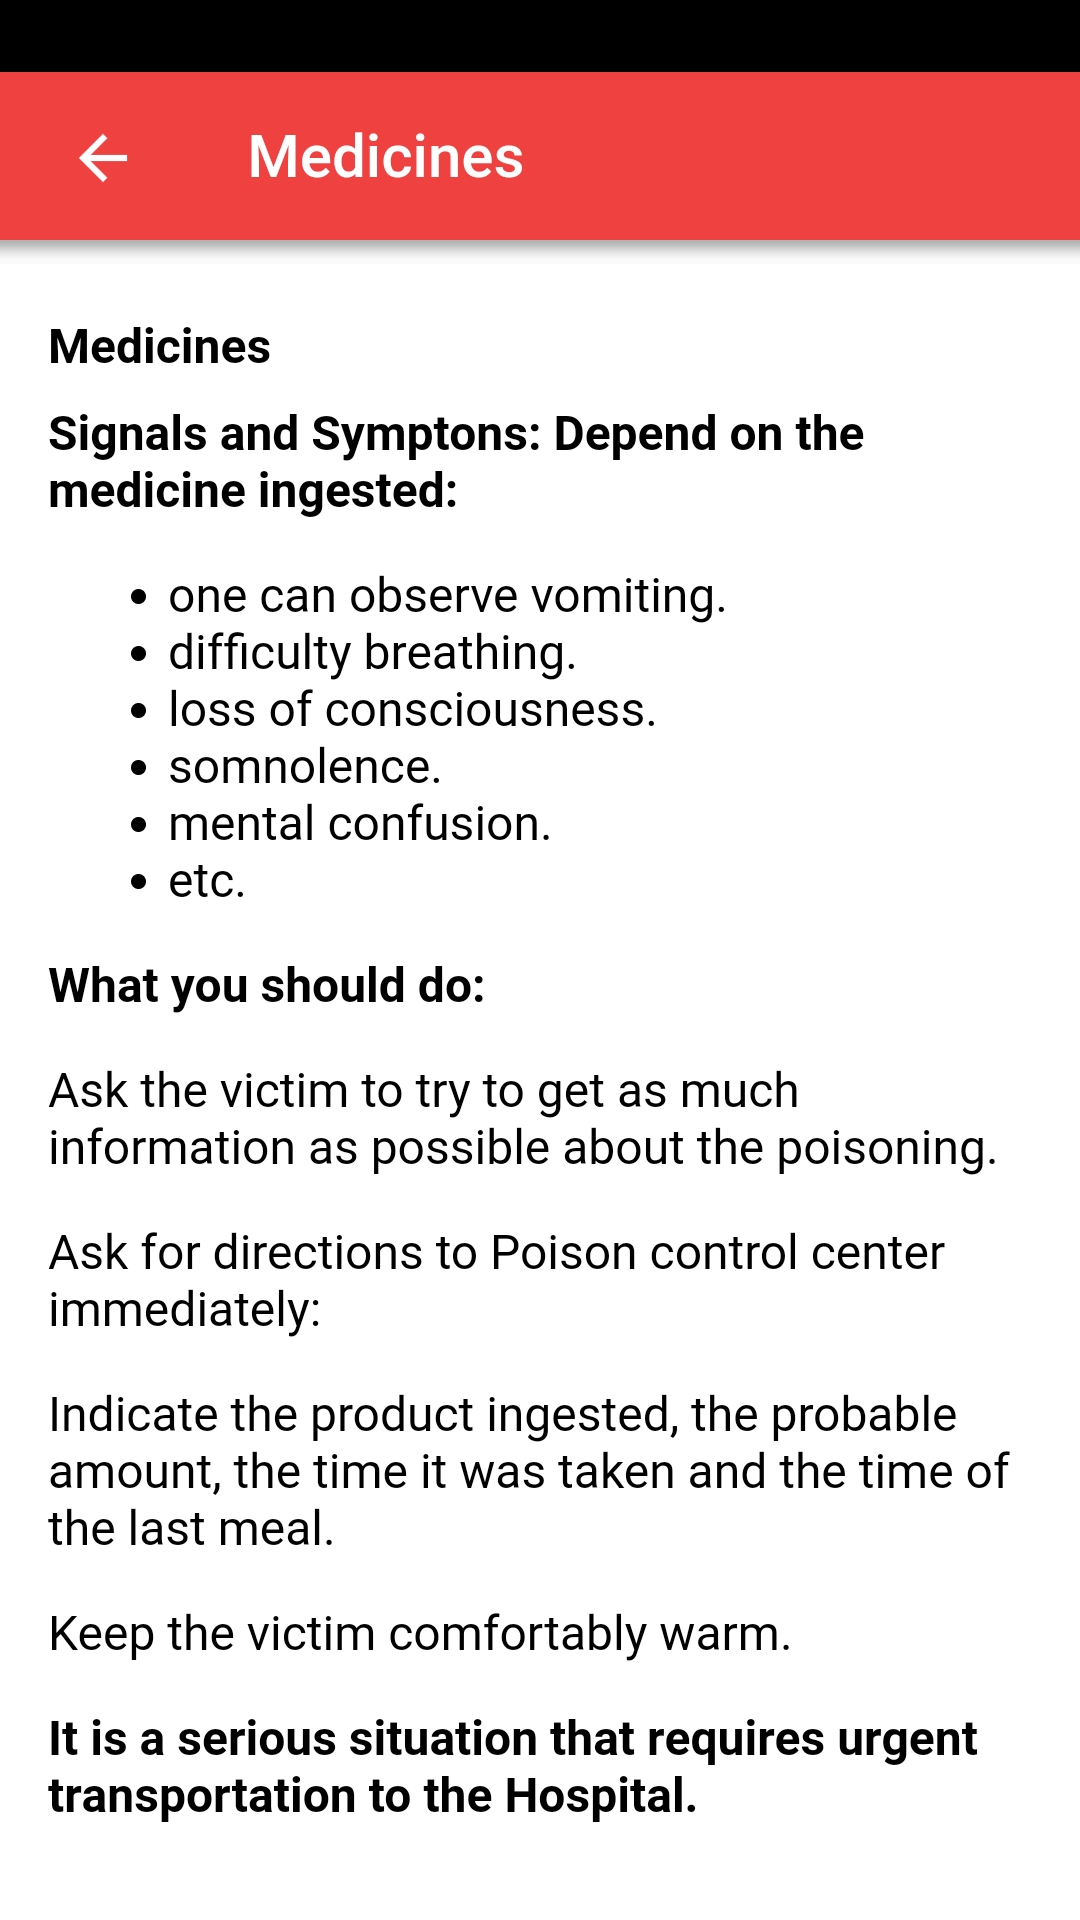 Medicines
Medicines
Signals and Symptons: Depend on the
medicine ingested:
• one can observe vomiting.
• difficulty breathing.
• loss of consciousness.
• somnolence.
• mental confusion.
• etc.
What you should do:
Ask the victim to try to get as much
information as possible about the poisoning.
Ask for directions to Poison control center
immediately:
Indicate the product ingested, the probable
amount, the time it was taken and the time of
the last meal.
Keep the victim comfortably warm.
It is a serious situation that requires urgent
transportation to the Hospital.